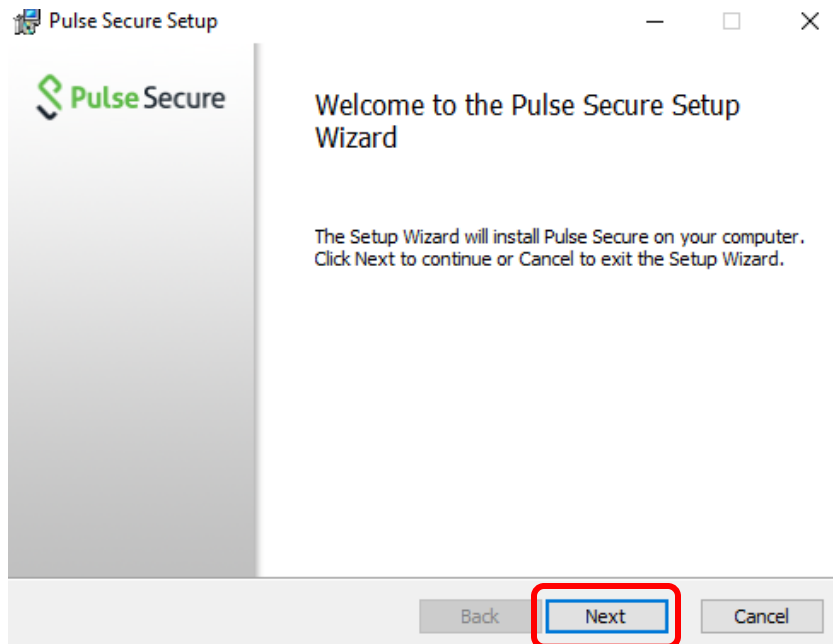 Pulse Secure Setup
Pulse Secure
Welcome to the Pulse Secure Setup
Wizard
The Setup Wizard will install Pulse Secure on your computer.
Click Next to continue or Cancel to exit the Setup Wizard.
Back
Next
Cancel